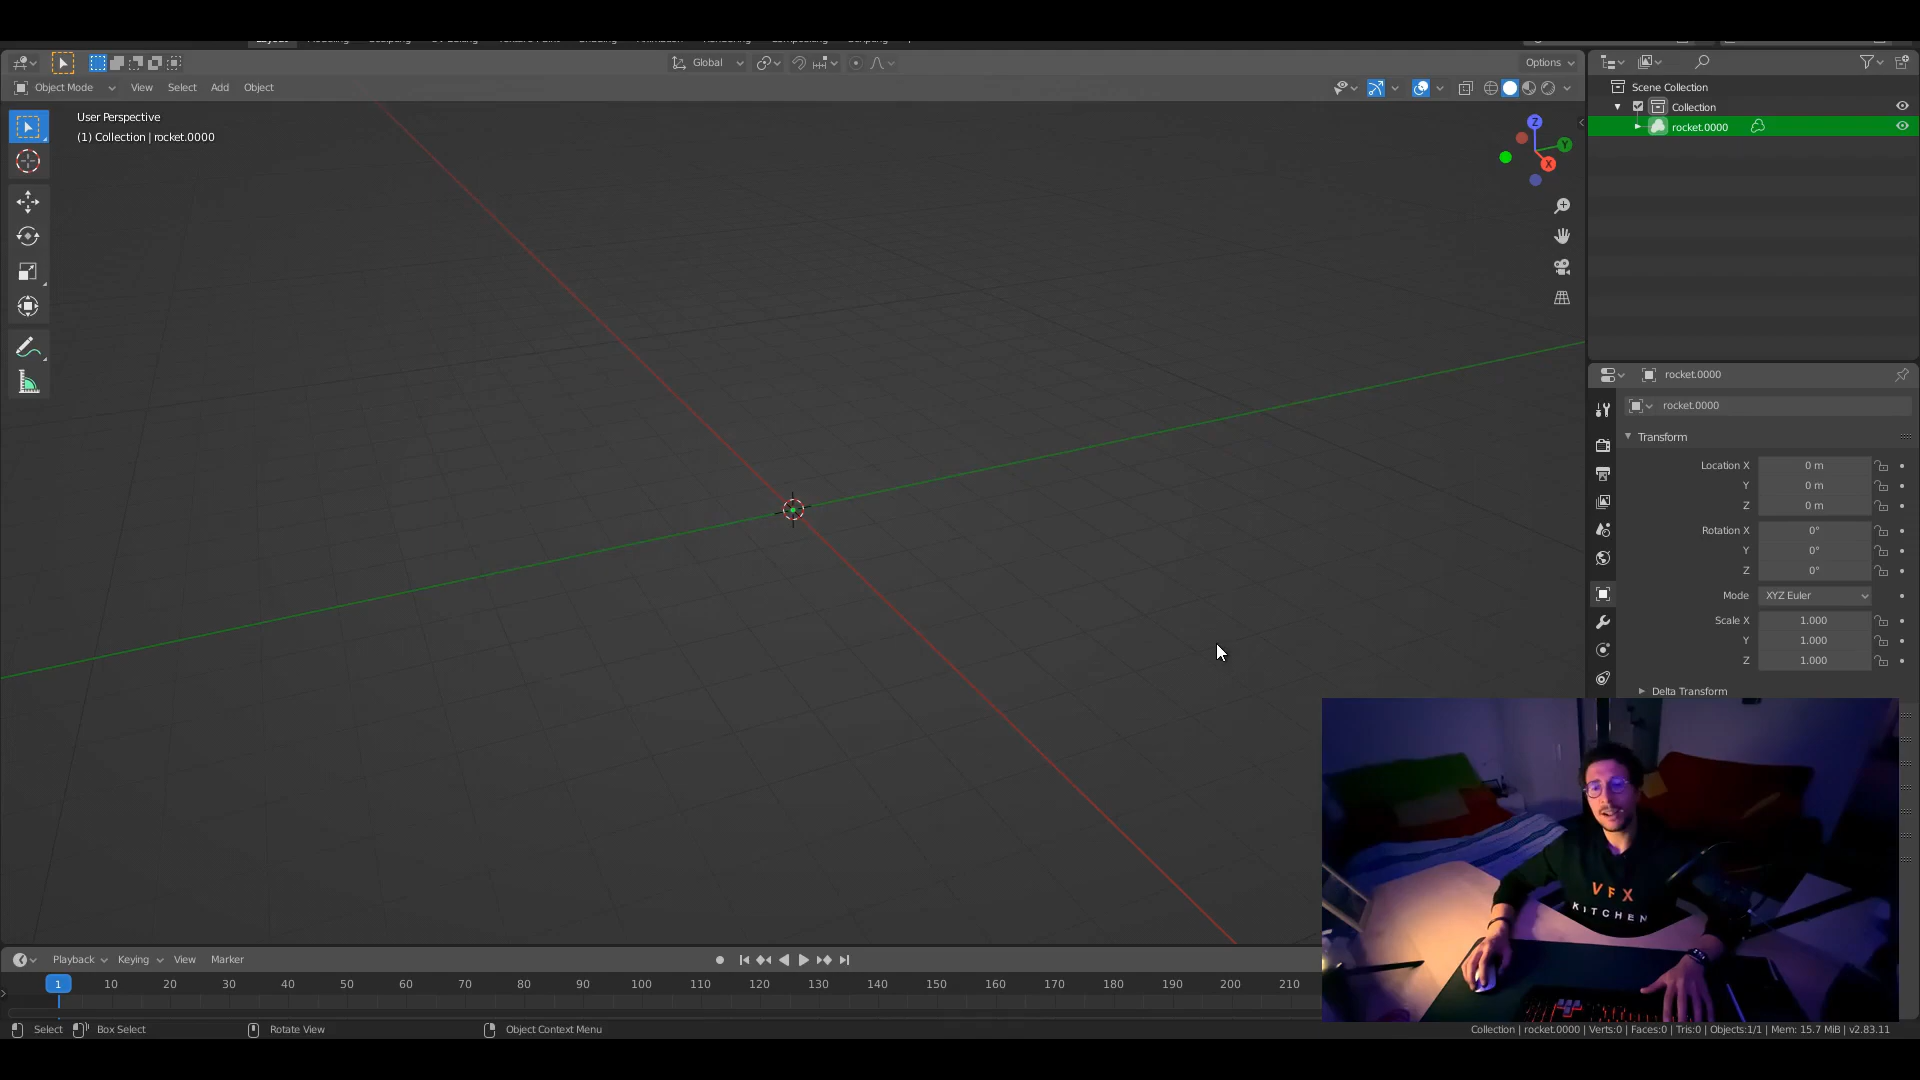 Global
Options
Object Mode
View
Select
Add
Object
User Perspective
(1) Collection | rocket.0000
Z
Y
X
Scene Collection
Collection
rocket.0000
rocket.0000
rocket.0000
Transform
Location X 0 m
Y 0 m
Z 0 m
Rotation X 0°
Y 0°
Z 0°
Mode XYZ Euler
Scale X 1.000
Y 1.000
Z 1.000
Delta Transform
VFX
KITCHEN
Playback Keying View Marker
1 10 20 30 40 50 60 70 80 90 100 110 120 130 140 150 160 170 180 190 200 210
Select Box Select Rotate View Object Context Menu
Collection | rocket.0000 | Verts:0 | Faces:0 | Tris:0 | Objects:1/1 | Mem: 15.7 MiB | v2.83.11